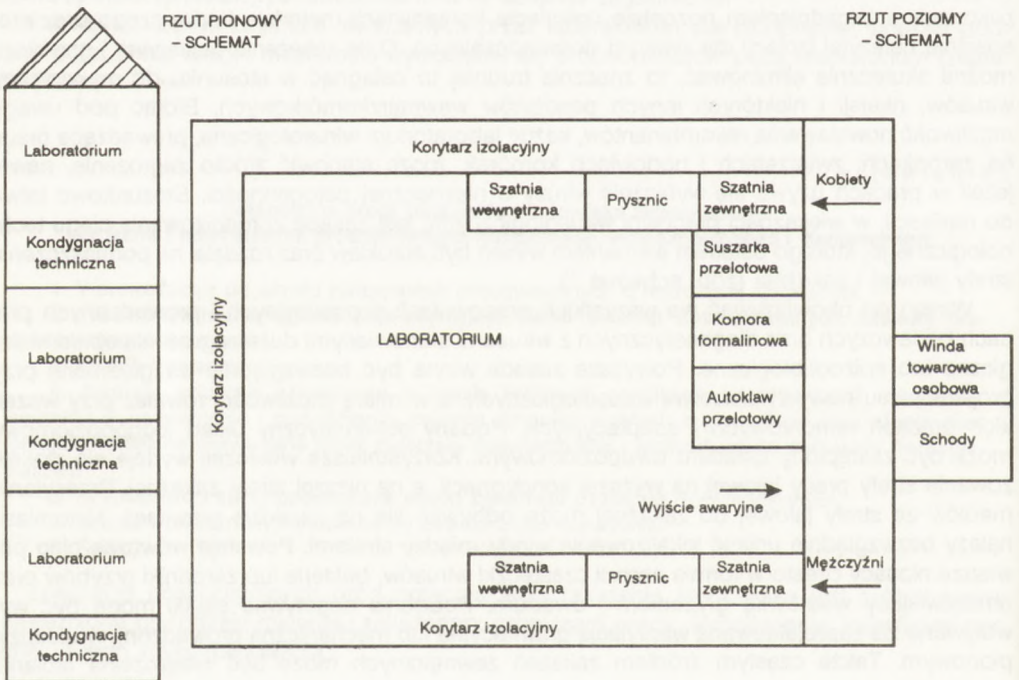 RZUT PIONOWY
– SCHEMAT
Laboratorium
Kondygnacja
techniczna
Laboratorium
Kondygnacja
techniczna
Laboratorium
Kondygnacja
techniczna
RZUT POZIOMY
– SCHEMAT
Korytarz izolacyjny
Szatnia
wewnętrzna
Prysznic
Szatnia
zewnętrzna
Kobiety
Suszarka
przelotowa
Komora
formalinowa
Autoklaw
przelotowy
Korytarz izolacyjny
LABORATORIUM
Winda
towarowo-
osobowa
Schody
Wyjście awaryjne
Szatnia
wewnętrzna
Prysznic
Szatnia
zewnętrzna
Mężczyźni
Korytarz izolacyjny